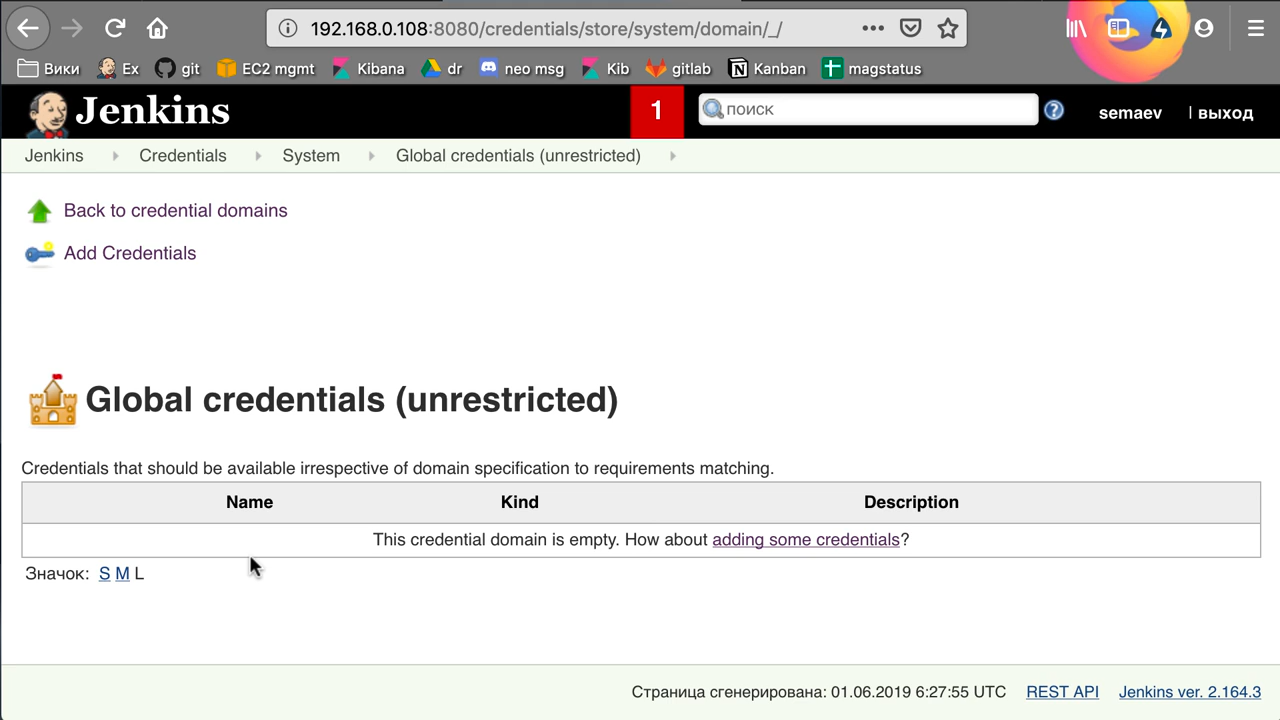 192.168.0.108:8080/credentials/store/system/domain/_/
Вики Ex git EC2 mgmt Kibana dr neo msg Kib gitlab Kanban magstatus
Jenkins 1 поиск semaev | выход
Jenkins Credentials System Global credentials (unrestricted)
Back to credential domains
Add Credentials
Global credentials (unrestricted)
Credentials that should be available irrespective of domain specification to requirements matching.
Name Kind Description
This credential domain is empty. How about adding some credentials?
Значок: S M L
Страница сгенерирована: 01.06.2019 6:27:55 UTC REST API Jenkins ver. 2.164.3